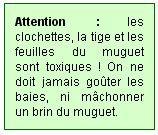 Attention : les
clochettes, la tige et les
feuilles du muguet
sont toxiques ! On ne
doit jamais goûter les
baies, ni mâchonner
un brin du muguet.